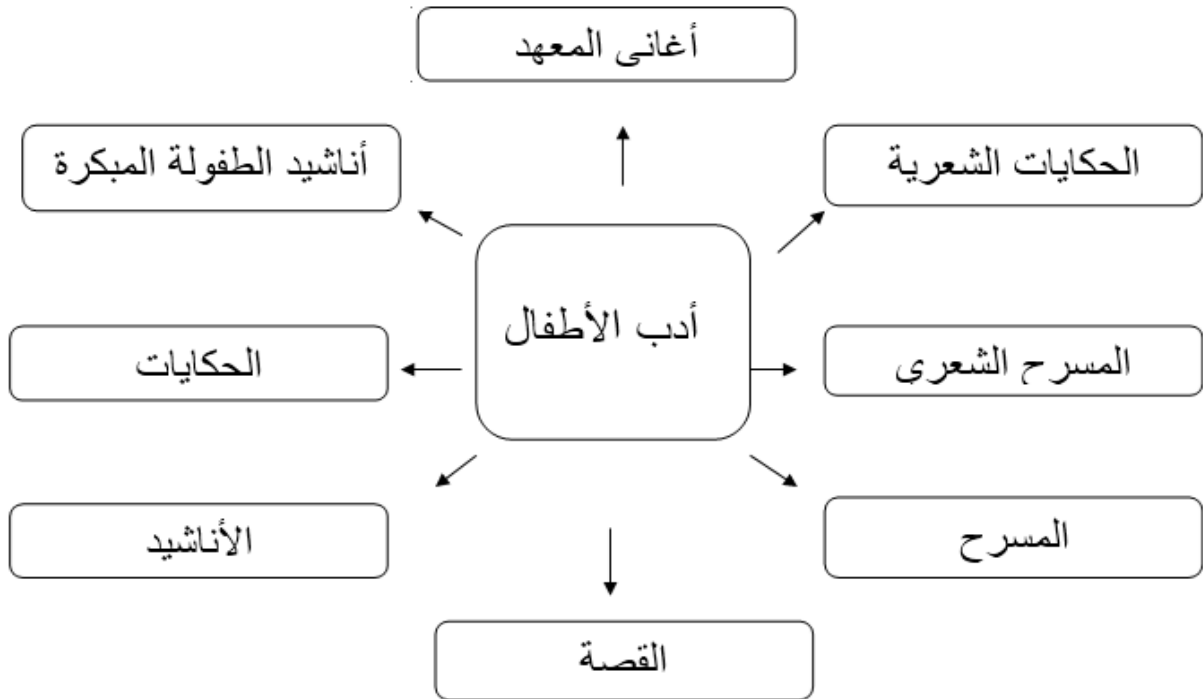 أغانى المعهد
الحكايات الشعرية
أناشيد الطفولة المبكرة
أدب الأطفال
المسرح الشعرى
الحكايات
المسرح
الأناشيد
القصة